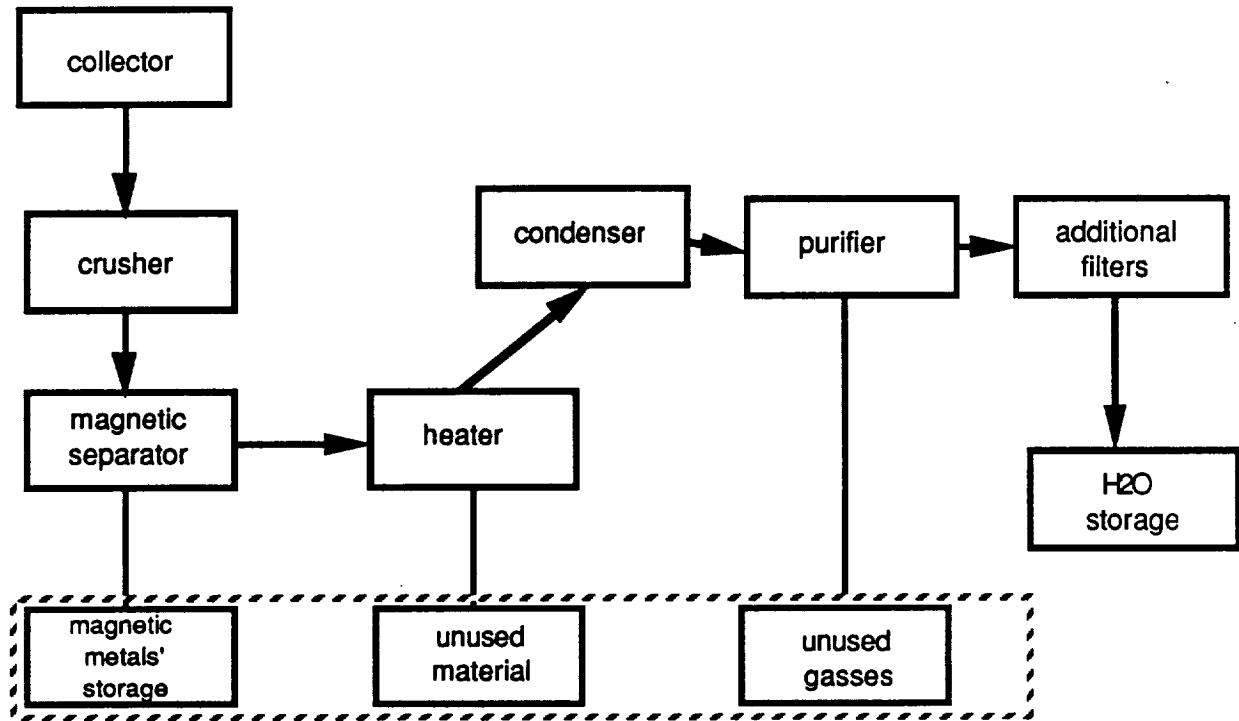 collector
crusher
condenser
purifier
additional
filters
magnetic
separator
heater
H2O
storage
magnetic
metals'
storage
unused
material
unused
gasses